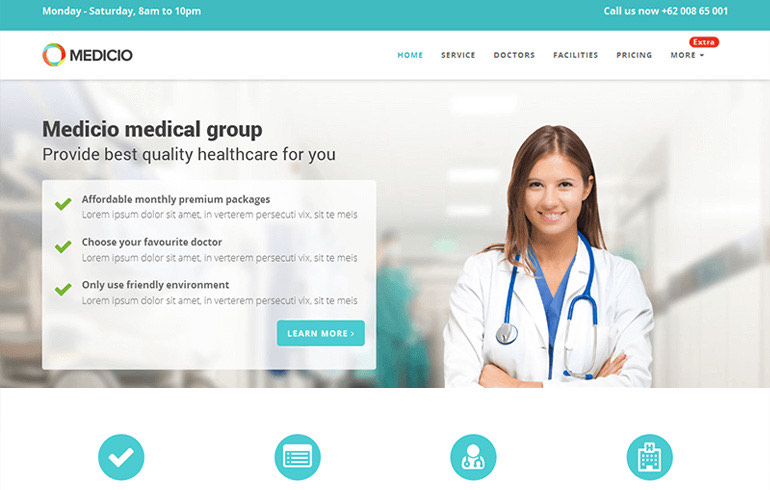 Monday - Saturday, 8am to 10pm
Call us now +62 008 65 001
MEDICIO
HOME SERVICE DOCTORS FACILITIES PRICING MORE Extra
Medicio medical group
Provide best quality healthcare for you
Affordable monthly premium packages
Lorem ipsum dolor sit amet, in verterem persecuti vix, sit te meis
Choose your favourite doctor
Lorem ipsum dolor sit amet, in verterem persecuti vix, sit te meis
Only use friendly environment
Lorem ipsum dolor sit amet, in verterem persecuti vix, sit te meis
LEARN MORE ›
H